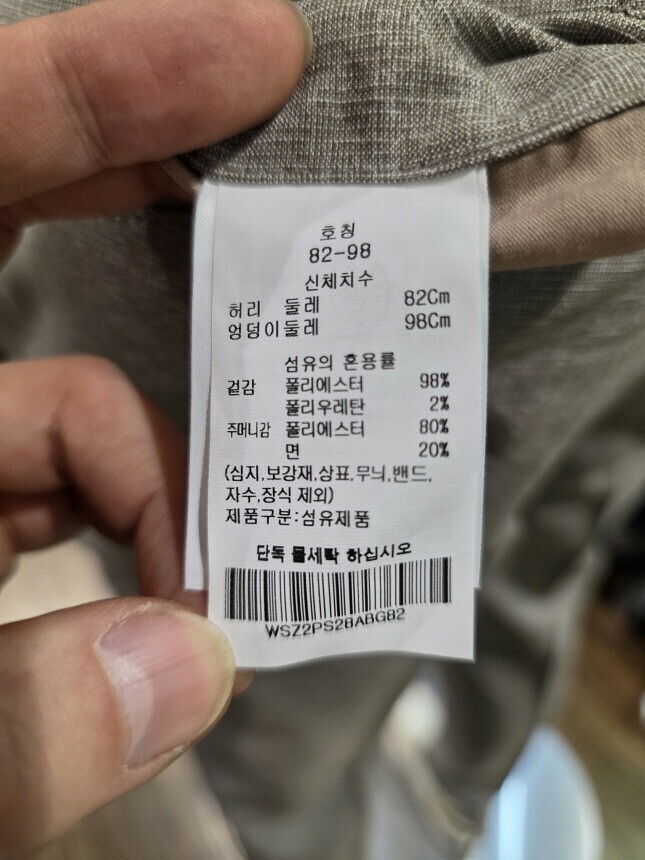 호칭
82-98
신체치수
허리 둘레 82Cm
엉덩이둘레 98Cm
섬유의 혼용률
겉감 폴리에스터 98%
폴리우레탄 2%
주머니감 폴리에스터 80%
면 20%
(심지,보강재,상표,무늬,밴드,
자수,장식 제외)
제품구분:섬유제품
단독 물세탁 하십시오
WSZ2PS28ABG82